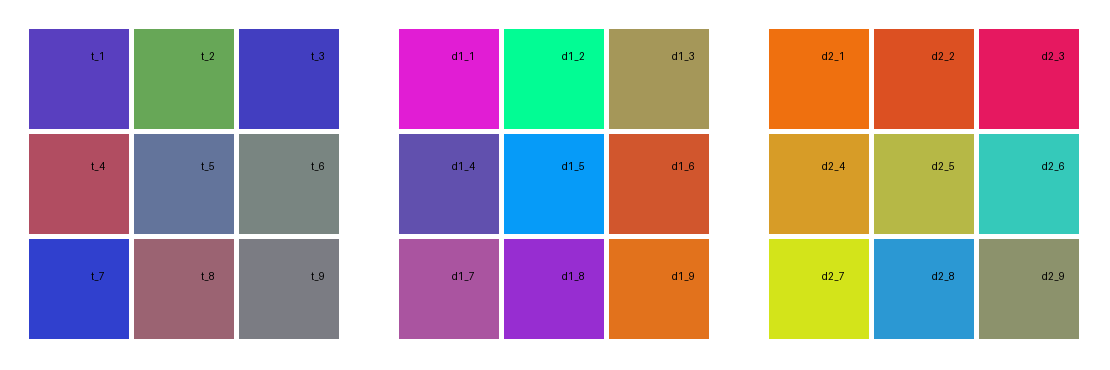 t_1 t_2 t_3 d1_1 d1_2 d1_3 d2_1 d2_2 d2_3
t_4 t_5 t_6 d1_4 d1_5 d1_6 d2_4 d2_5 d2_6
t_7 t_8 t_9 d1_7 d1_8 d1_9 d2_7 d2_8 d2_9